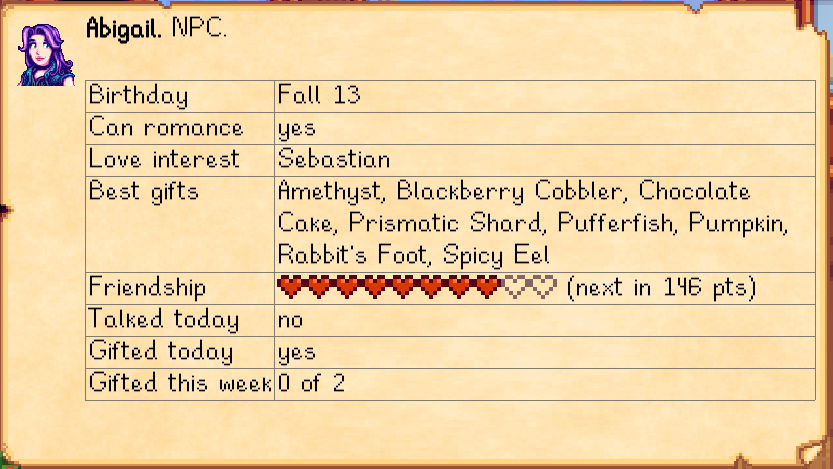 Abigail. NPC.
Birthday Fall 13
Can romance yes
Love interest Sebastian
Best gifts Amethyst, Blackberry Cobbler, Chocolate
Cake, Prismatic Shard, Pufferfish, Pumpkin,
Rabbit's Foot, Spicy Eel
Friendship (next in 146 pts)
Talked today no
Gifted today yes
Gifted this week 0 of 2